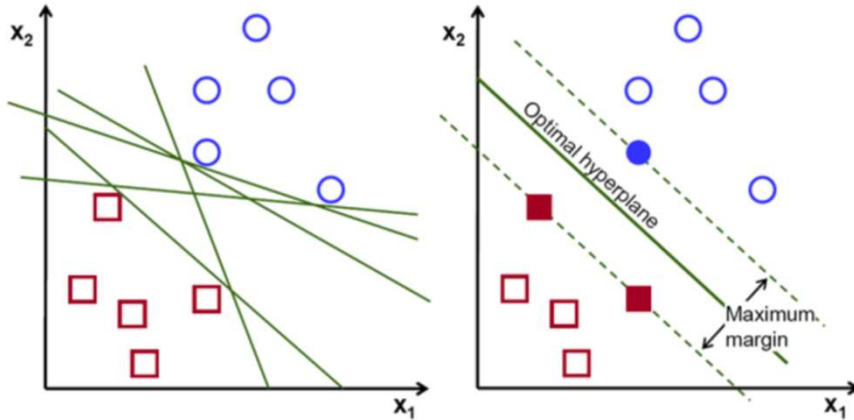 x₂
x₁
x₂
Optimal hyperplane
Maximum
margin
x₁